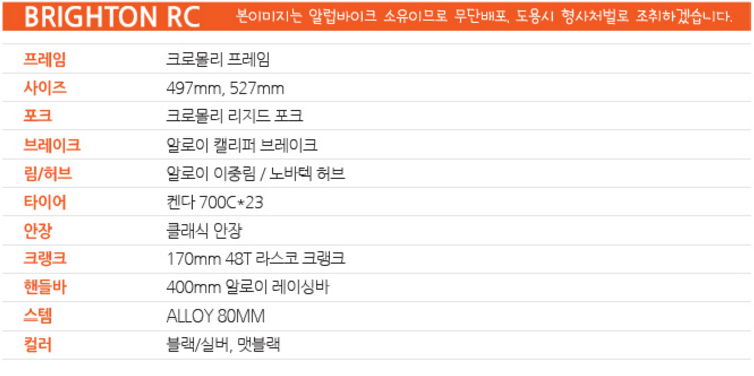 BRIGHTON RC 본이미지는 알럽바이크 소유이므로 무단배포, 도용시 형사처벌로 조취하겠습니다.
프레임 크로몰리 프레임
사이즈 497mm, 527mm
포크 크로몰리 리지드 포크
브레이크 알로이 캘리퍼 브레이크
림/허브 알로이 이중림 / 노바텍 허브
타이어 켄다 700C*23
안장 클래식 안장
크랭크 170mm 48T 라스코 크랭크
핸들바 400mm 알로이 레이싱바
스템 ALLOY 80MM
컬러 블랙/실버, 맷블랙